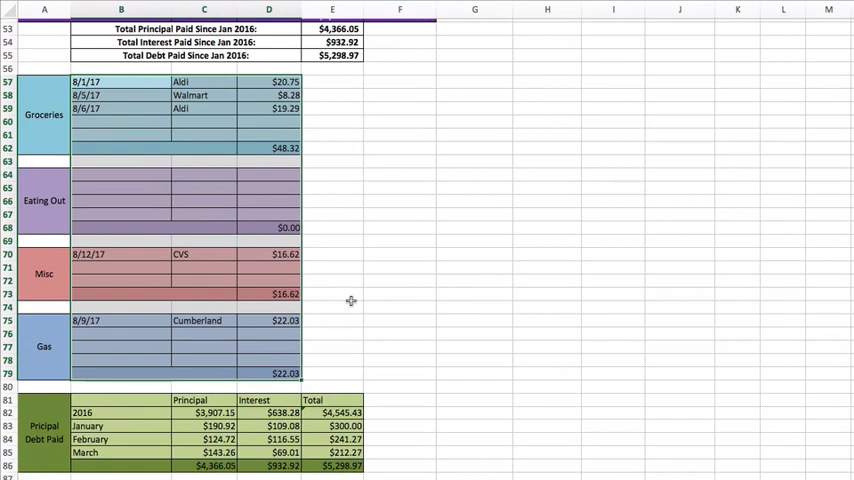 A B C D E F G H I J K L M
53 Total Principal Paid Since Jan 2016: $4,366.05
54 Total Interest Paid Since Jan 2016: $932.92
55 Total Debt Paid Since Jan 2016: $5,298.97
56
57 8/1/17 Aldi $20.75
58 8/5/17 Walmart $8.28
59 8/6/17 Aldi $19.29
Groceries
60
61
62 $48.32
63
64
65
66
Eating Out
67
68 $0.00
69
70 8/12/17 CVS $16.62
71
Misc
72
73 $16.62
74
75 8/9/17 Cumberland $22.03
76
77
Gas
78
79 $22.03
80
81 Principal Interest Total
82 2016 $3,907.15 $638.28 $4,545.43
83 January $190.92 $109.08 $300.00
Pricipal
Debt Paid
84 February $124.72 $116.55 $241.27
85 March $143.26 $69.01 $212.27
86 $4,366.05 $932.92 $5,298.97
87